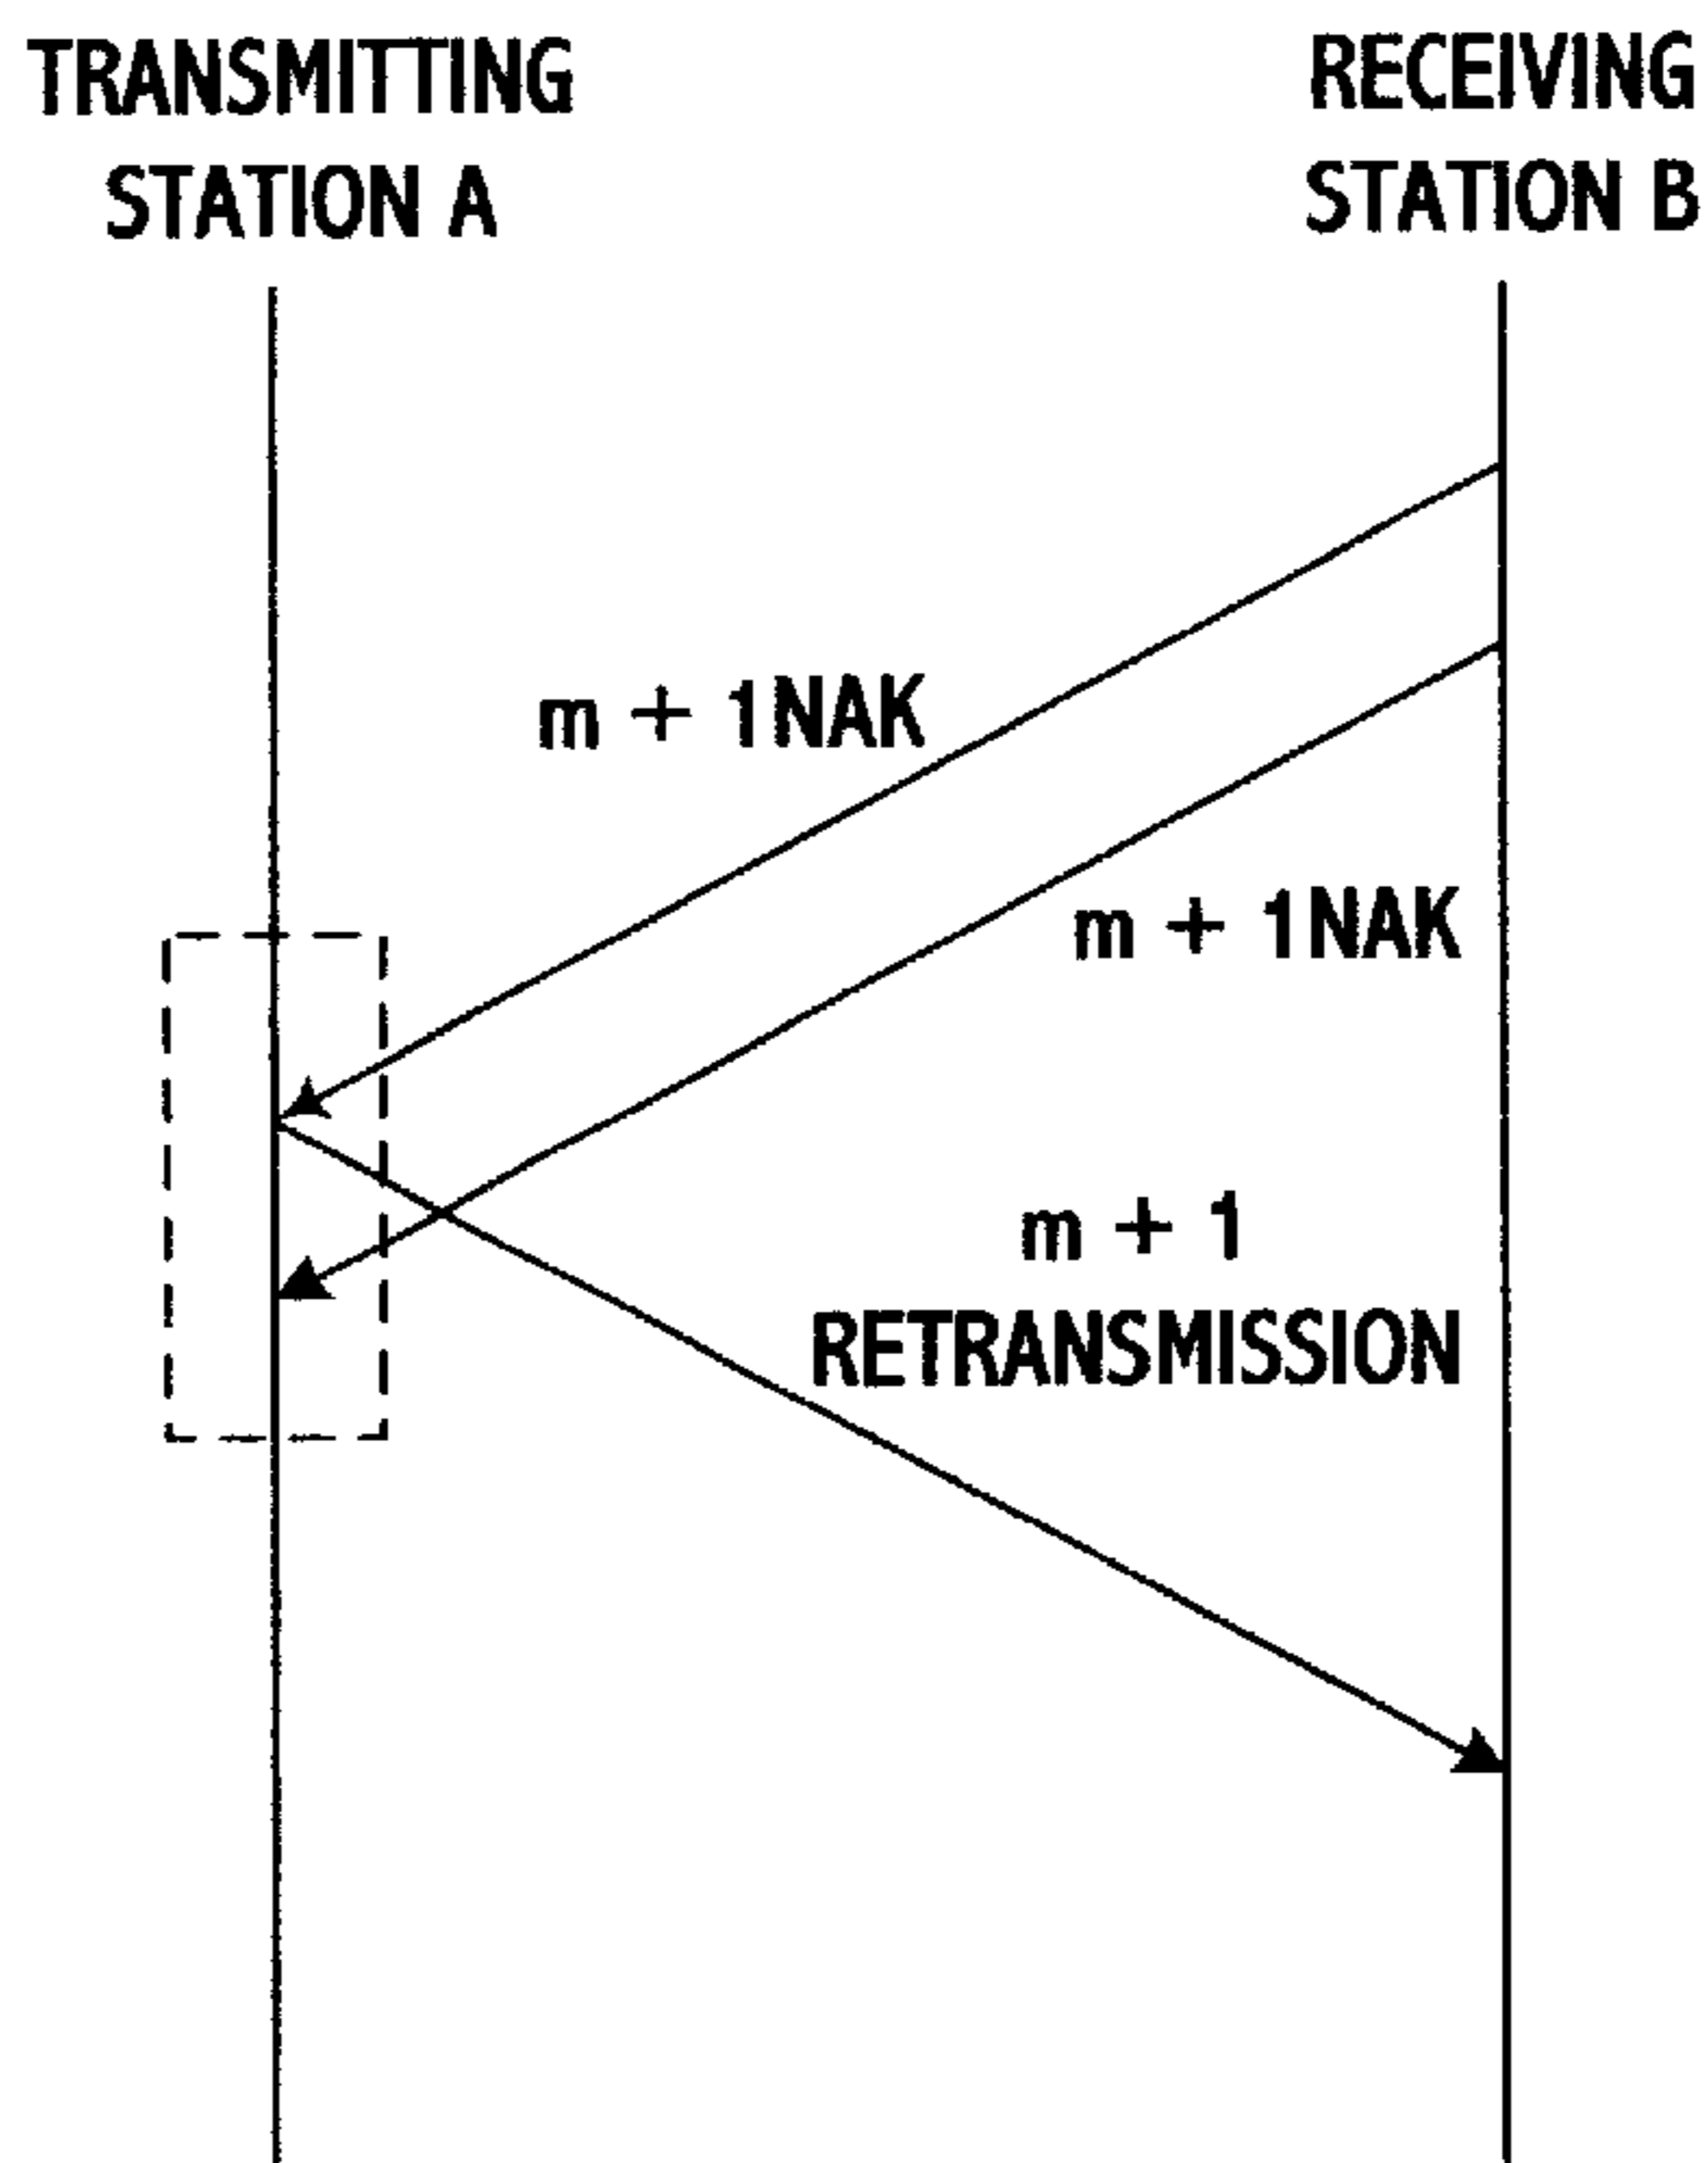 TRANSMITTING
STATION A
RECEIVING
STATION B
m + 1NAK
m + 1NAK
m + 1
RETRANSMISSION